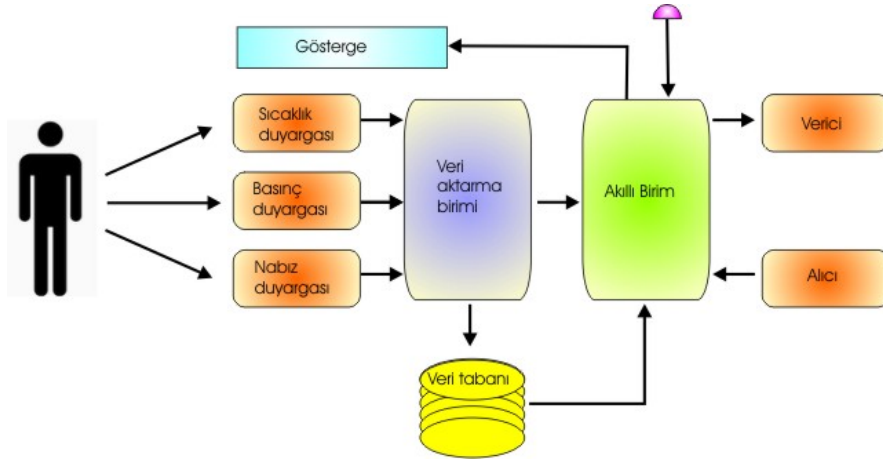 Gösterge
Sıcaklık
duyargası
Verici
Veri
aktarma
birimi
Akıllı Birim
Basınç
duyargası
Nabız
duyargası
Alıcı
Veri tabanı